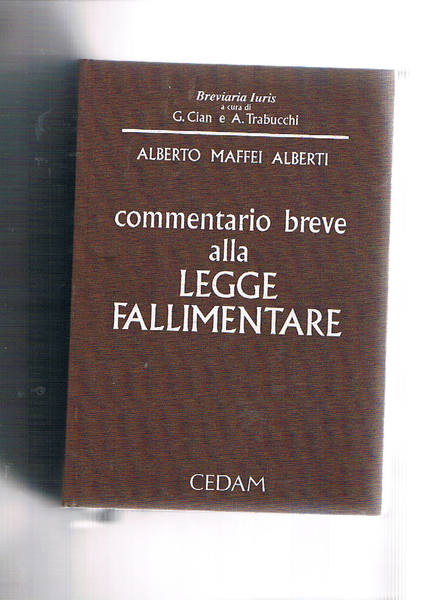 Breviaria Iuris
a cura di
G. Cian e A. Trabucchi
ALBERTO MAFFEI ALBERTI
commentario breve
alla
LEGGE
FALLIMENTARE
CEDAM